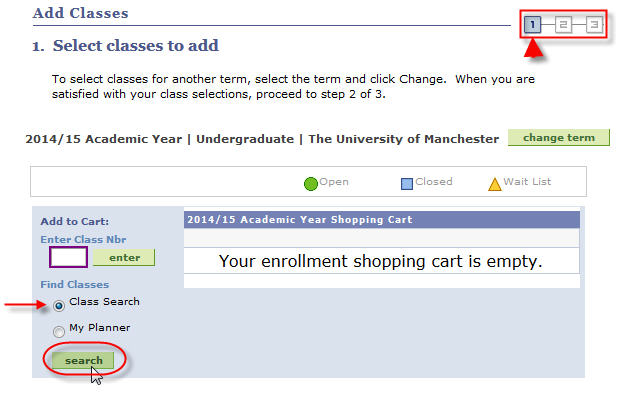 Add Classes
1 2 3
1. Select classes to add
To select classes for another term, select the term and click Change. When you are
satisfied with your class selections, proceed to step 2 of 3.
2014/15 Academic Year | Undergraduate | The University of Manchester change term
Open Closed Wait List
Add to Cart:
Enter Class Nbr
enter
Find Classes
Class Search
My Planner
search
2014/15 Academic Year Shopping Cart
Your enrollment shopping cart is empty.